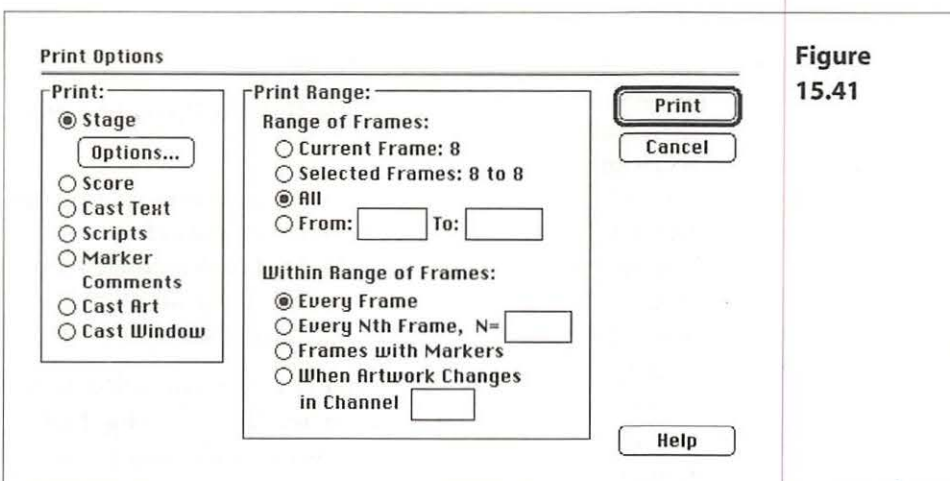 Print Options
Print:
Stage
Options...
Score
Cast Text
Scripts
Marker
Comments
Cast Art
Cast Window
Print Range:
Range of Frames:
Current Frame: 8
Selected Frames: 8 to 8
All
From: To:
Within Range of Frames:
Every Frame
Every Nth Frame, N=
Frames with Markers
When Artwork Changes
in Channel
Print
Cancel
Help
Figure
15.41